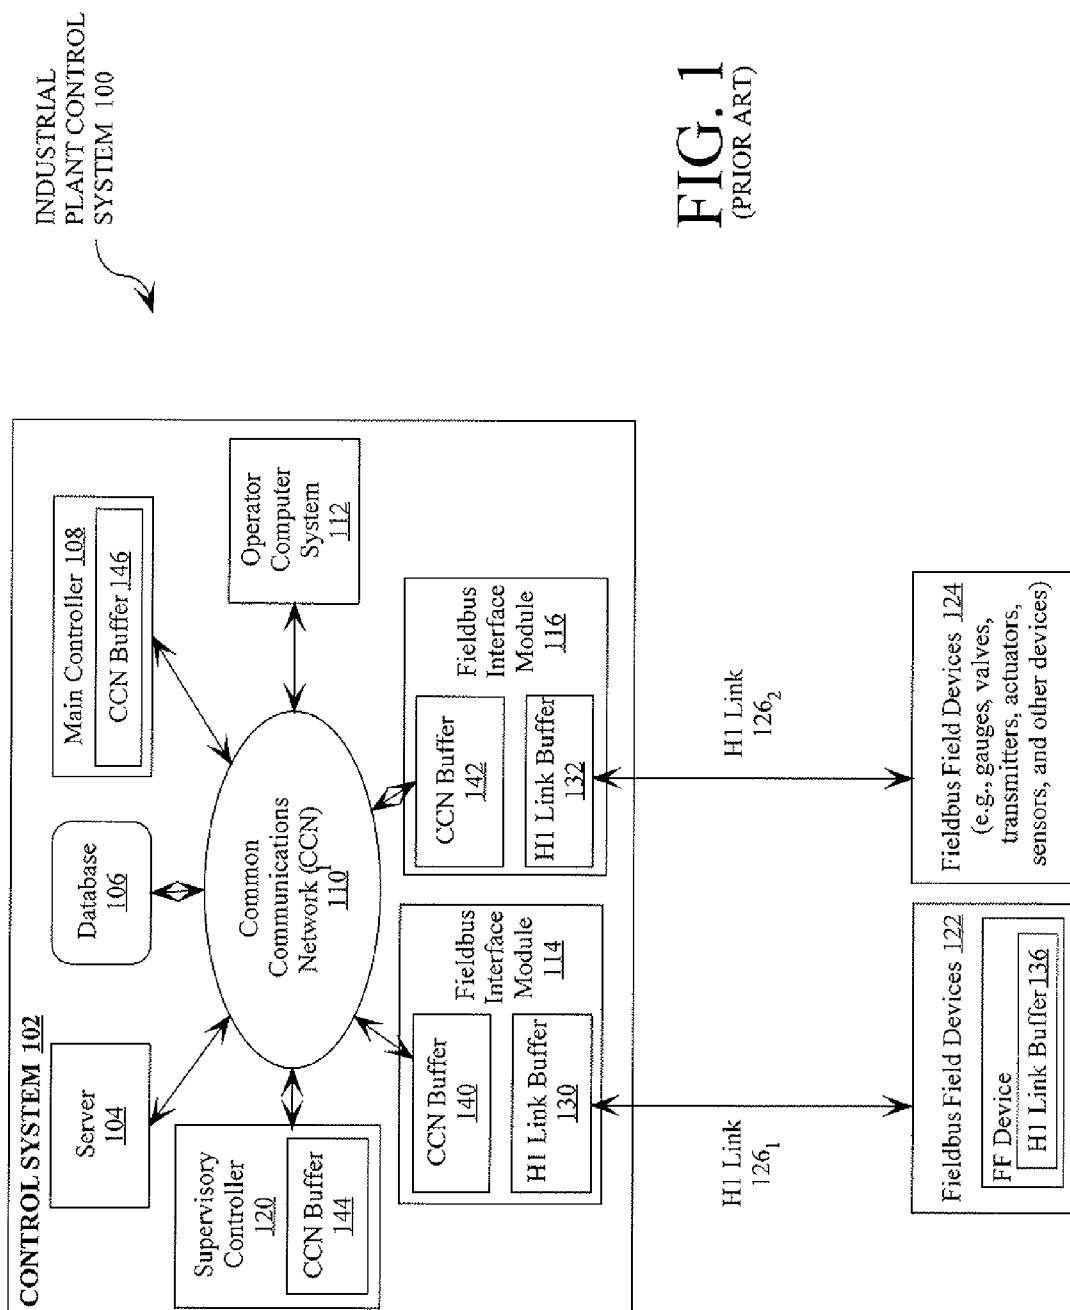 INDUSTRIAL
PLANT CONTROL
SYSTEM 100
CONTROL SYSTEM 102
Server
104
Database
106
Main Controller 108
CCN Buffer 146
Supervisory
Controller
120
CCN Buffer
144
Common
Communications
Network (CCN)
110
Operator
Computer
System
112
CCN Buffer
140
H1 Link Buffer
130
Fieldbus
Interface
Module
114
CCN Buffer
142
H1 Link Buffer
132
Fieldbus
Interface
Module
116
H1 Link
126₁
H1 Link
126₂
Fieldbus Field Devices 122
FF Device
H1 Link Buffer 136
Fieldbus Field Devices 124
(e.g., gauges, valves,
transmitters, actuators,
sensors, and other devices)
FIG. 1
(PRIOR ART)